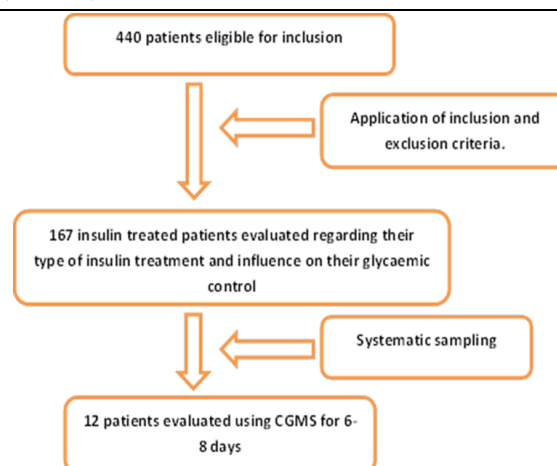 440 patients eligible for inclusion
Application of inclusion and
exclusion criteria.
167 insulin treated patients evaluated regarding their
type of insulin treatment and influence on their glycaemic
control
Systematic sampling
12 patients evaluated using CGMS for 6-
8 days